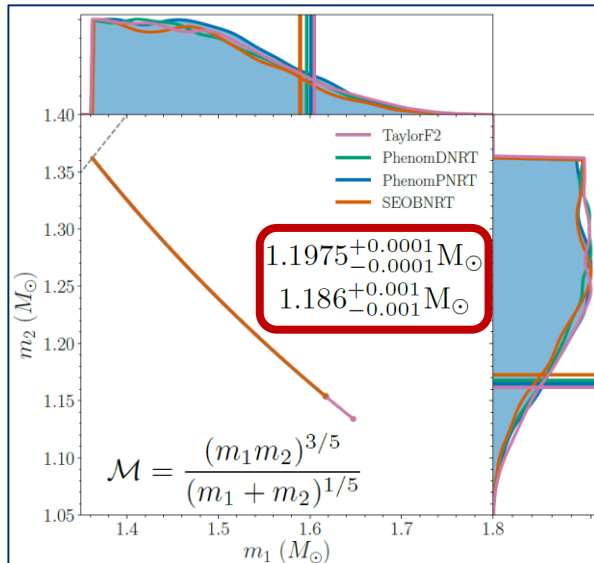 1.40
1.35
1.30
1.25
1.20
1.15
1.10
1.05
m₂ (M⊙)
TaylorF2
PhenomDNRT
PhenomPNRT
SEOBNRT
1.1975⁺⁰·⁰⁰⁰¹₋₀.₀₀₀₁M⊙
1.186⁺⁰·⁰⁰¹₋₀.₀₀₁M⊙
ℳ = (m₁m₂)^{3/5} / (m₁ + m₂)^{1/5}
1.4 1.5 1.6 1.7 1.8
m₁ (M⊙)